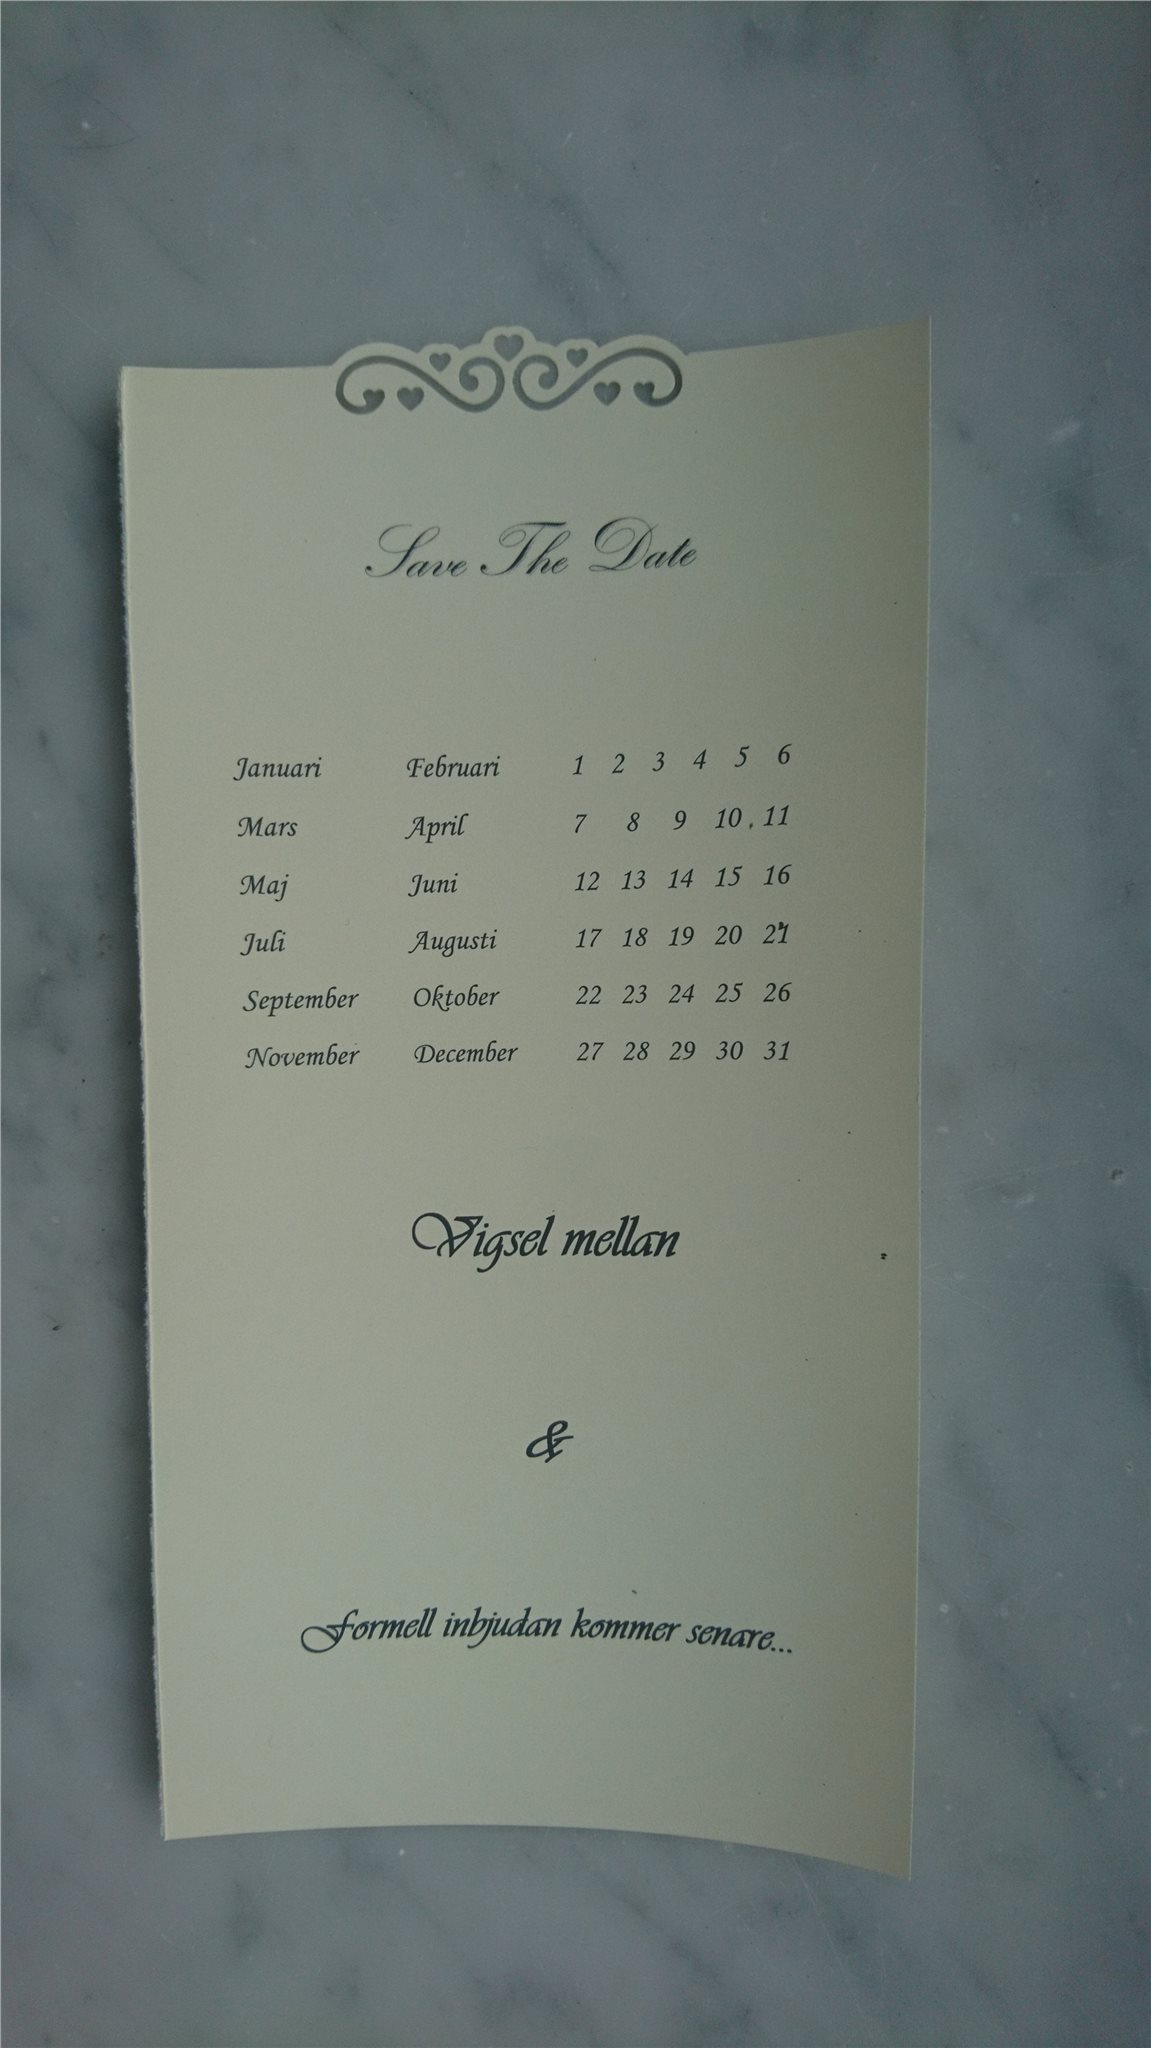 Save The Date
Januari Februari 1 2 3 4 5 6
Mars April 7 8 9 10 11
Maj Juni 12 13 14 15 16
Juli Augusti 17 18 19 20 21
September Oktober 22 23 24 25 26
November December 27 28 29 30 31
Vigsel mellan
&
Formell inbjudan kommer senare...